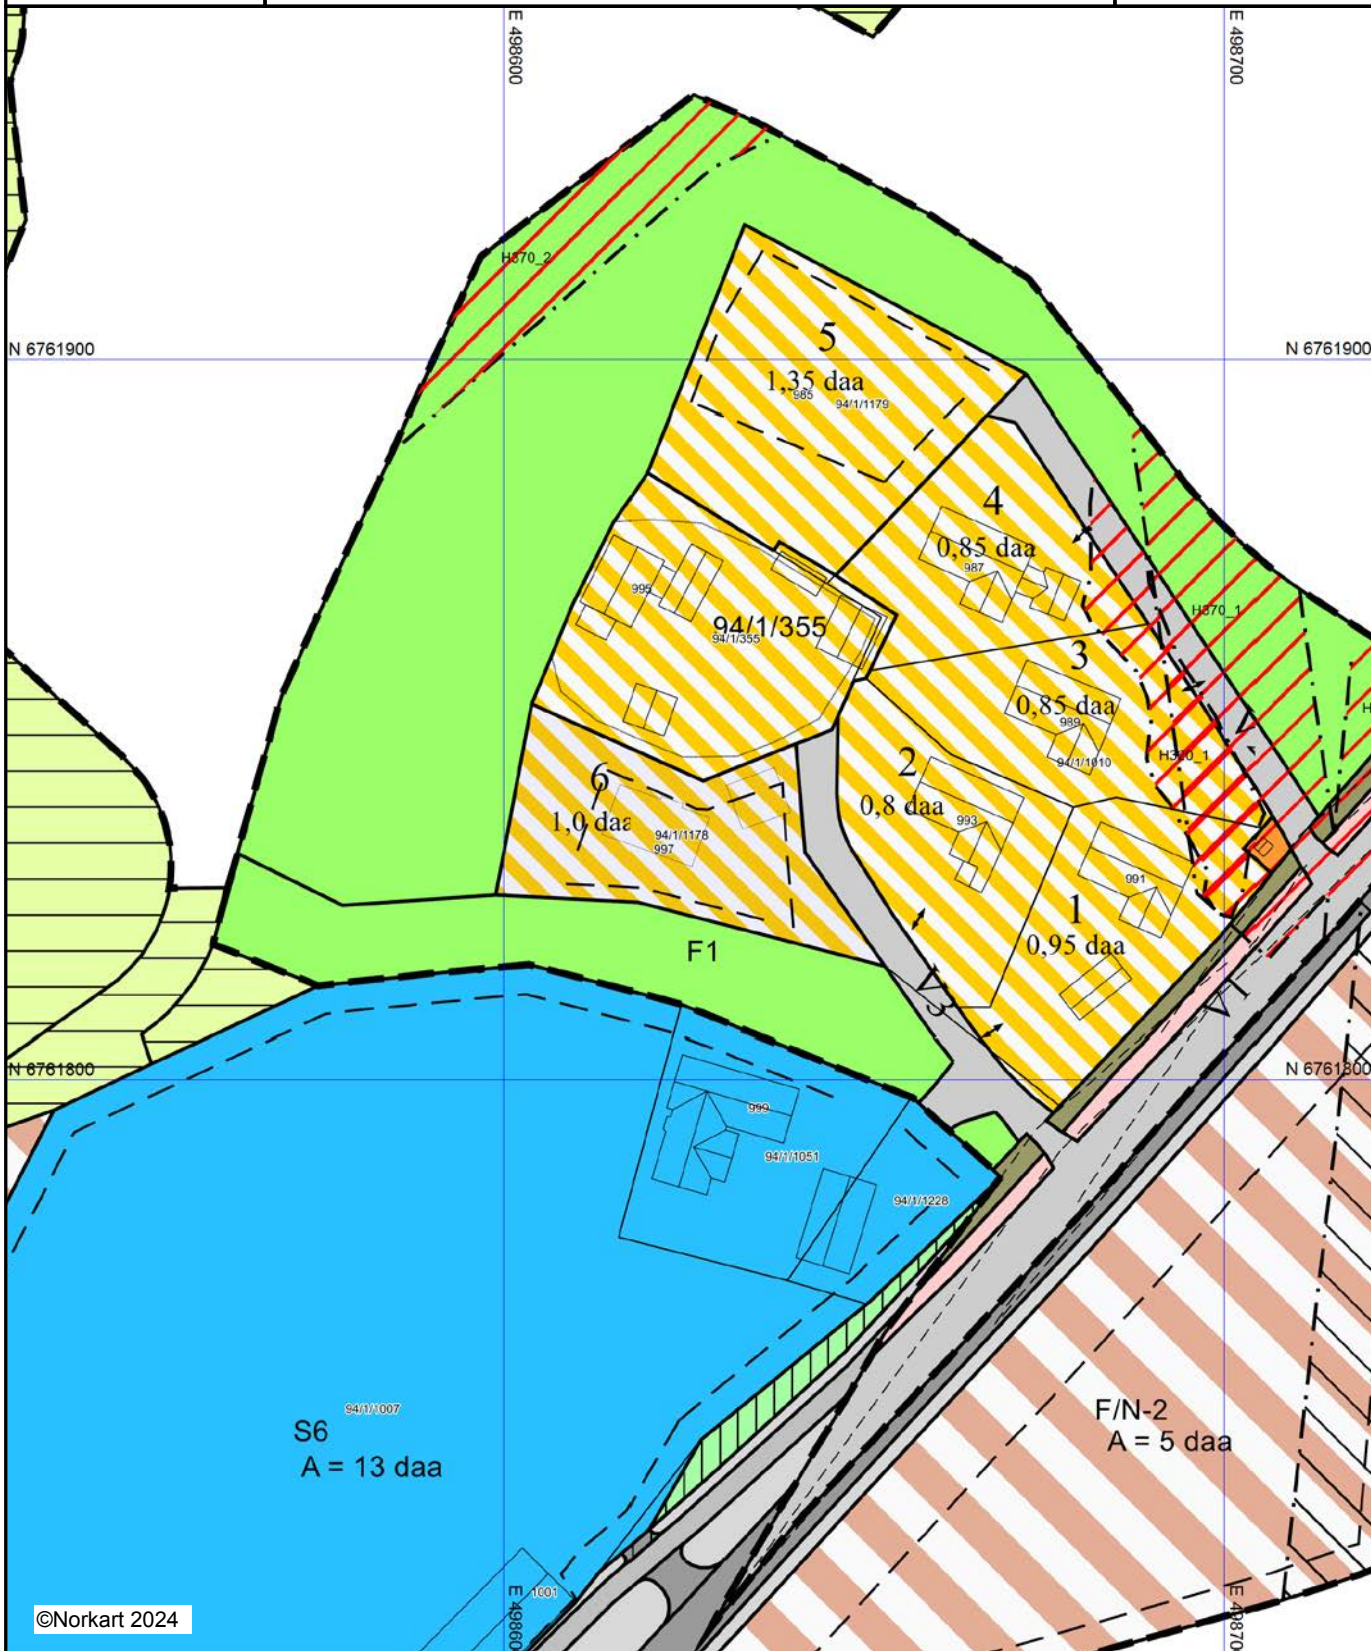 E 498600
E 498700
H370_2
N 6761900
N 6761900
5
1,35 daa
985
94/1/1179
4
0,85 daa
987
H370_1
995
94/1/355
94/1/355
3
0,85 daa
989
94/1/1010
2
0,8 daa
993
6
1,0 daa
94/1/1178
997
991
1
0,95 daa
F1
V3
V1
N 6761800
N 6761800
999
94/1/1051
94/1/1228
94/1/1007
S6
A = 13 daa
F/N-2
A = 5 daa
1001
©Norkart 2024